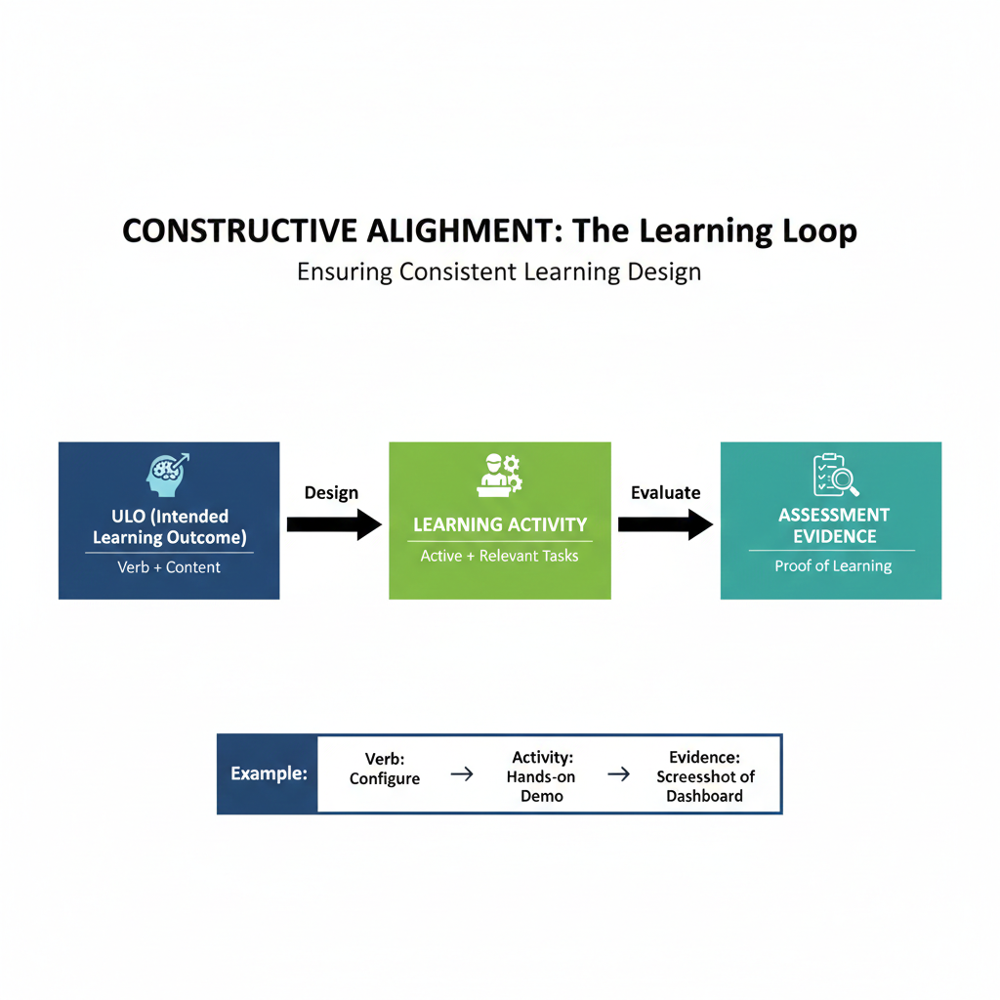 CONSTRUCTIVE ALIGHMENT: The Learning Loop
Ensuring Consistent Learning Design
Design
Evaluate
ULO (Intended
Learning Outcome)
Verb + Content
LEARNING ACTIVITY
Active + Relevant Tasks
ASSESSMENT
EVIDENCE
Proof of Learning
Example:
Verb:
Configure
→
Activity:
Hands-on
Demo
→
Evidence:
Screesshot of
Dashboard